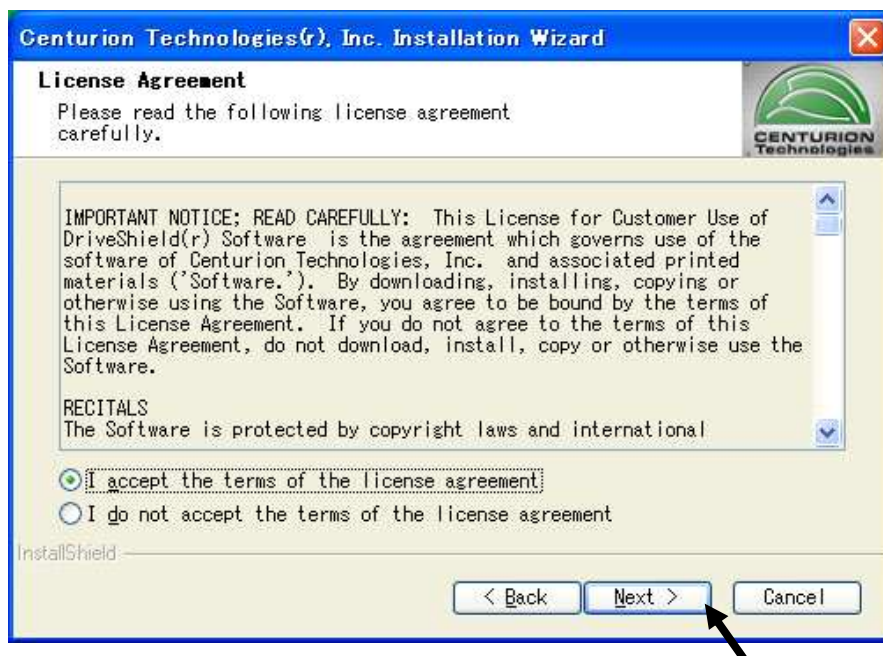 Centurion Technologies(r), Inc. Installation Wizard
License Agreement
Please read the following license agreement
carefully.
CENTURION
Technologies
IMPORTANT NOTICE; READ CAREFULLY:  This License for Customer Use of
DriveShield(r) Software  is the agreement which governs use of the
software of Centurion Technologies, Inc.  and associated printed
materials ('Software.').  By downloading, installing, copying or
otherwise using the Software, you agree to be bound by the terms of
this License Agreement.  If you do not agree to the terms of this
License Agreement, do not download, install, copy or otherwise use the
Software.
RECITALS
The Software is protected by copyright laws and international
I accept the terms of the license agreement
I do not accept the terms of the license agreement
InstallShield
< Back
Next >
Cancel